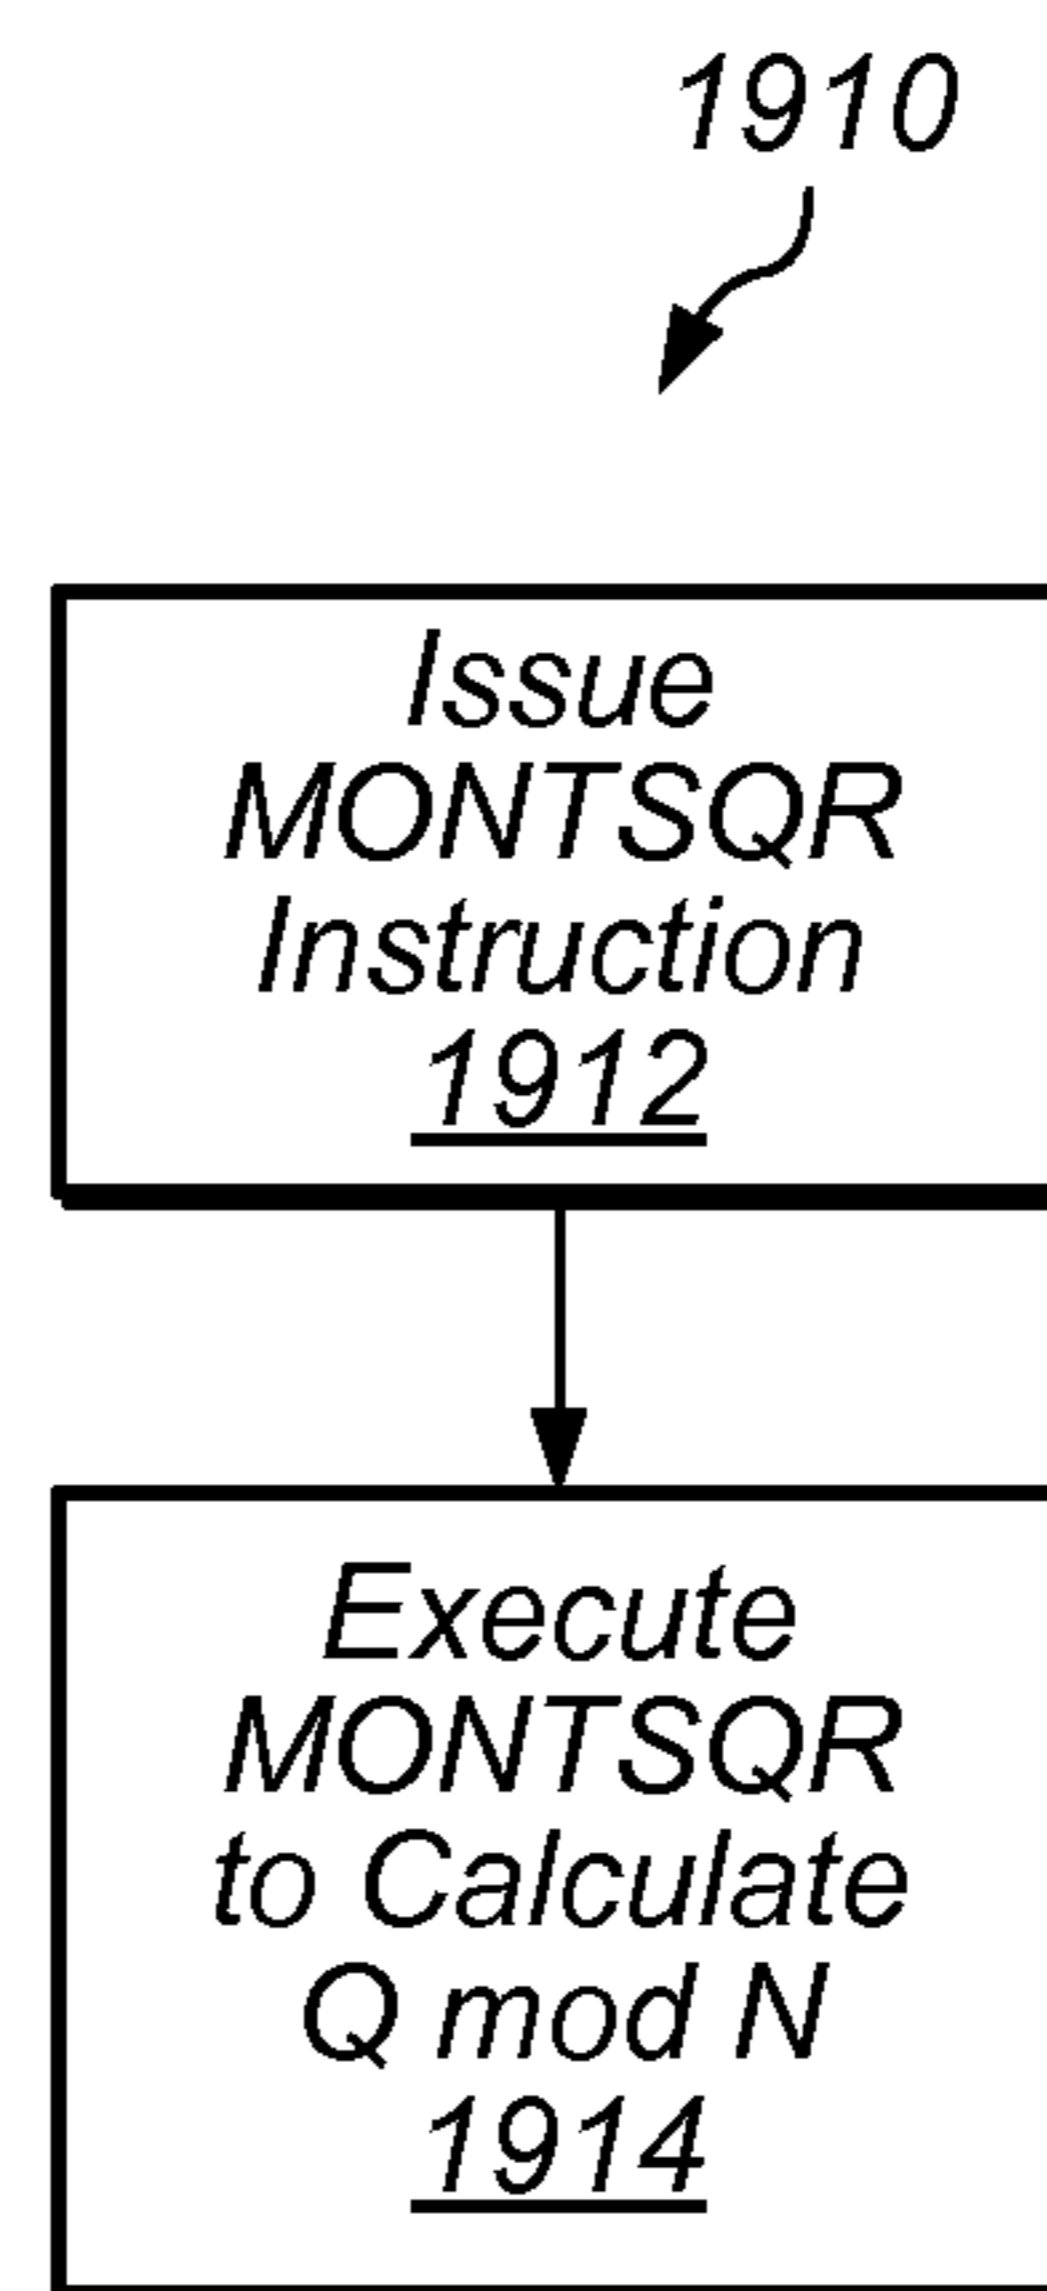 1910
Issue
MONTSQR
Instruction
1912
Execute
MONTSQR
to Calculate
Q mod N
1914